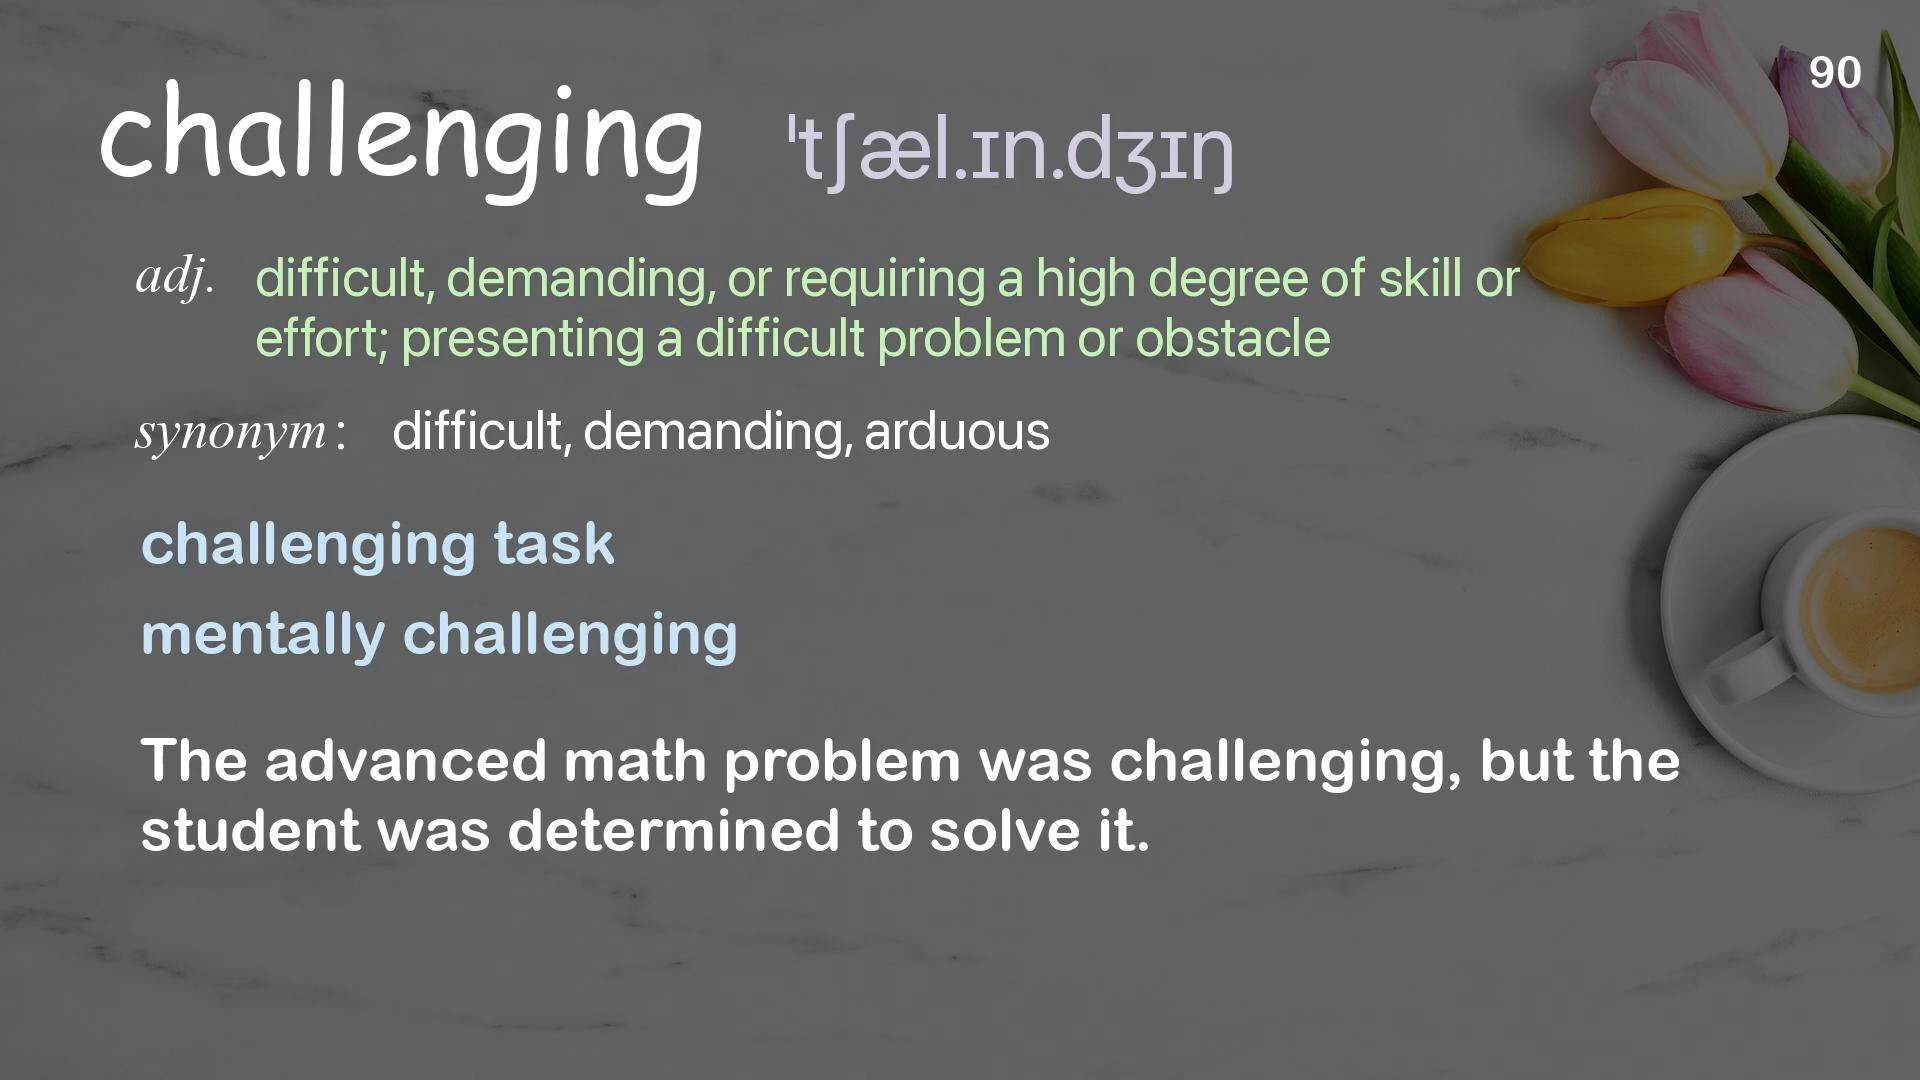 90
challenging ˈtʃæl.ɪn.dʒɪŋ
adj. difficult, demanding, or requiring a high degree of skill or
effort; presenting a difficult problem or obstacle
synonym: difficult, demanding, arduous
challenging task
mentally challenging
The advanced math problem was challenging, but the
student was determined to solve it.